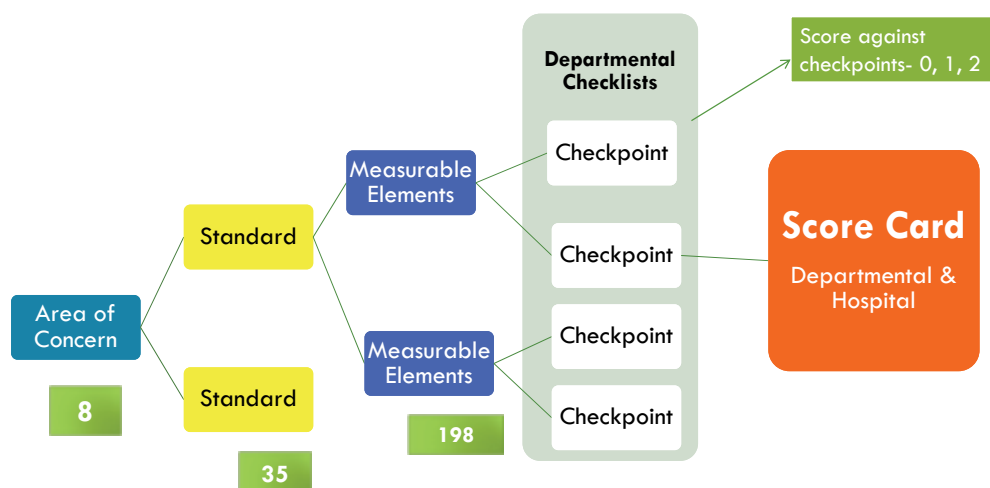 Area of
Concern
8
Standard
Standard
35
Measurable
Elements
Measurable
Elements
198
Departmental
Checklists
Checkpoint
Checkpoint
Checkpoint
Checkpoint
Score against
checkpoints- 0, 1, 2
Score Card
Departmental &
Hospital